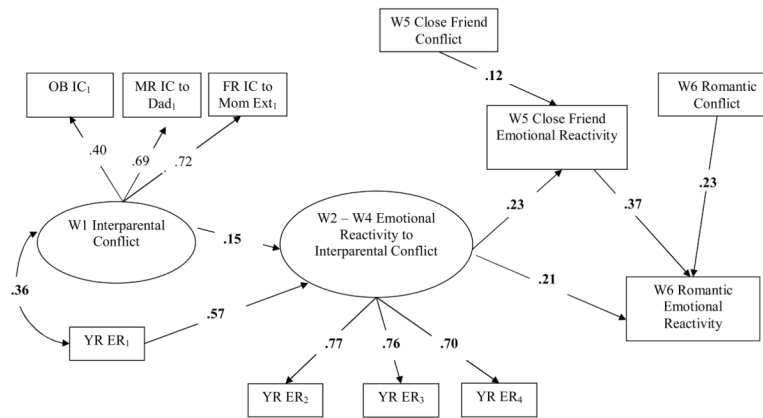 W5 Close Friend
Conflict
.12
OB IC₁
MR IC to
Dad₁
FR IC to
Mom Ext₁
W6 Romantic
Conflict
W5 Close Friend
Emotional Reactivity
.40
.69
.72
.23
W1 Interparental
Conflict
.15
W2 – W4 Emotional
Reactivity to
Interparental Conflict
.23
.37
.21
W6 Romantic
Emotional
Reactivity
.36
.57
YR ER₁
.77
.76
.70
YR ER₂
YR ER₃
YR ER₄